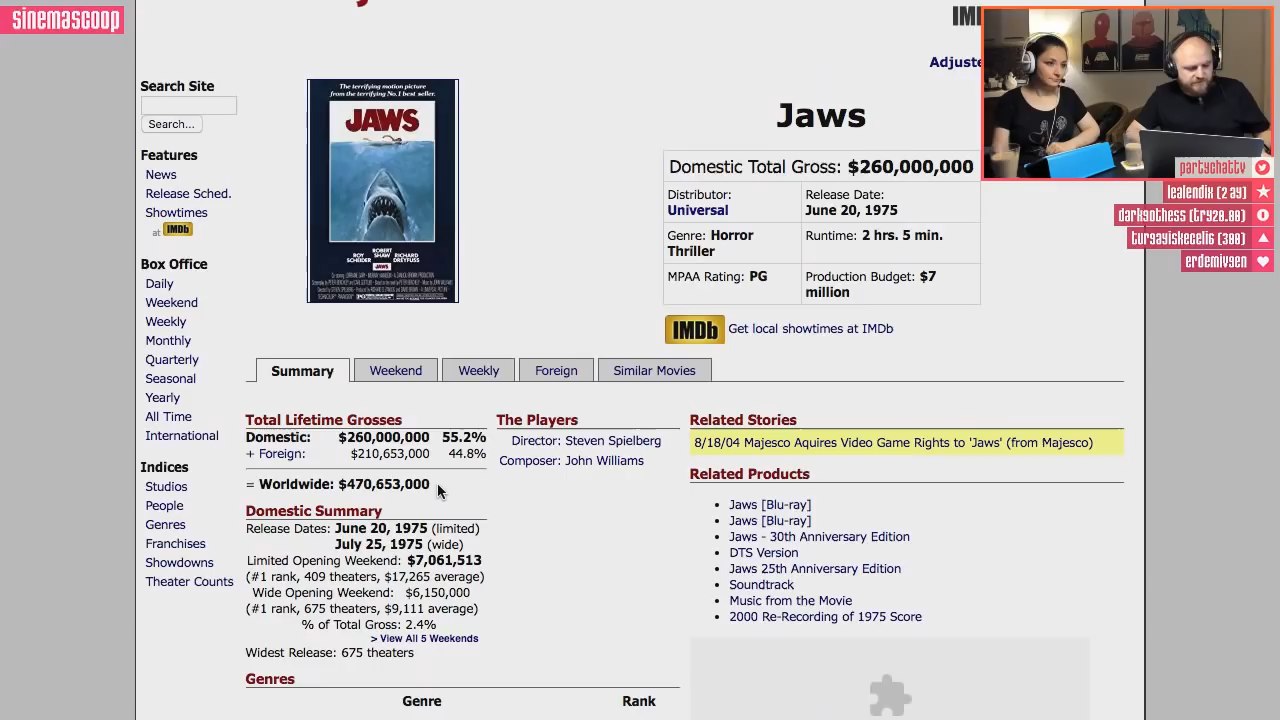 sinemascoop
IM
Adjuste
Search Site
Search...
Features
News
Release Sched.
Showtimes
at IMDb
Box Office
Daily
Weekend
Weekly
Monthly
Quarterly
Seasonal
Yearly
All Time
International
Indices
Studios
People
Genres
Franchises
Showdowns
Theater Counts
The terrifying motion picture
from the terrifying No. 1 best seller.
JAWS
ROY SCHEIDER
ROBERT SHAW
RICHARD DREYFUSS
JAWS
Jaws
Domestic Total Gross: $260,000,000
Distributor: Universal
Release Date: June 20, 1975
Genre: Horror Thriller
Runtime: 2 hrs. 5 min.
MPAA Rating: PG
Production Budget: $7 million
IMDb Get local showtimes at IMDb
partychattv
lealendix (2 ay)
darkgothess (try20.00)
turgayiskecelig (300)
erdemivgen
Summary
Weekend
Weekly
Foreign
Similar Movies
Total Lifetime Grosses
Domestic: $260,000,000 55.2%
+ Foreign: $210,653,000 44.8%
= Worldwide: $470,653,000
Domestic Summary
Release Dates: June 20, 1975 (limited)
July 25, 1975 (wide)
Limited Opening Weekend: $7,061,513
(#1 rank, 409 theaters, $17,265 average)
Wide Opening Weekend: $6,150,000
(#1 rank, 675 theaters, $9,111 average)
% of Total Gross: 2.4%
> View All 5 Weekends
Widest Release: 675 theaters
Genres
Genre Rank
The Players
Director: Steven Spielberg
Composer: John Williams
Related Stories
8/18/04 Majesco Aquires Video Game Rights to 'Jaws' (from Majesco)
Related Products
Jaws [Blu-ray]
Jaws [Blu-ray]
Jaws - 30th Anniversary Edition
DTS Version
Jaws 25th Anniversary Edition
Soundtrack
Music from the Movie
2000 Re-Recording of 1975 Score